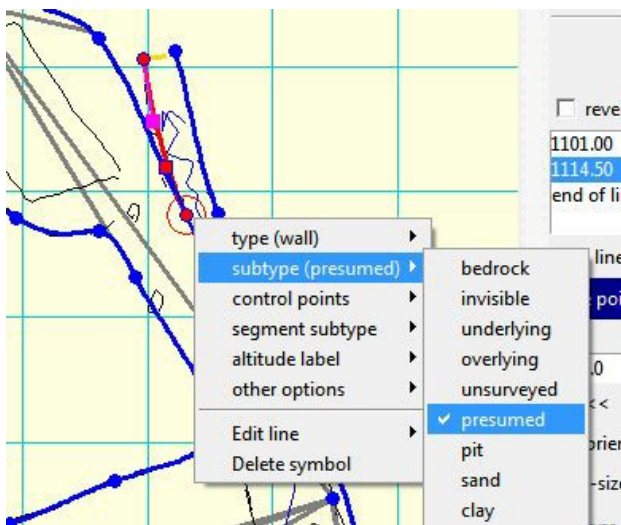 reve
1101.00
1114.50
end of li
type (wall)
subtype (presumed)
control points
segment subtype
altitude label
other options
Edit line
Delete symbol
bedrock
invisible
underlying
overlying
unsurveyed
presumed
pit
sand
clay
line
poi
.0
<<
rier
-size